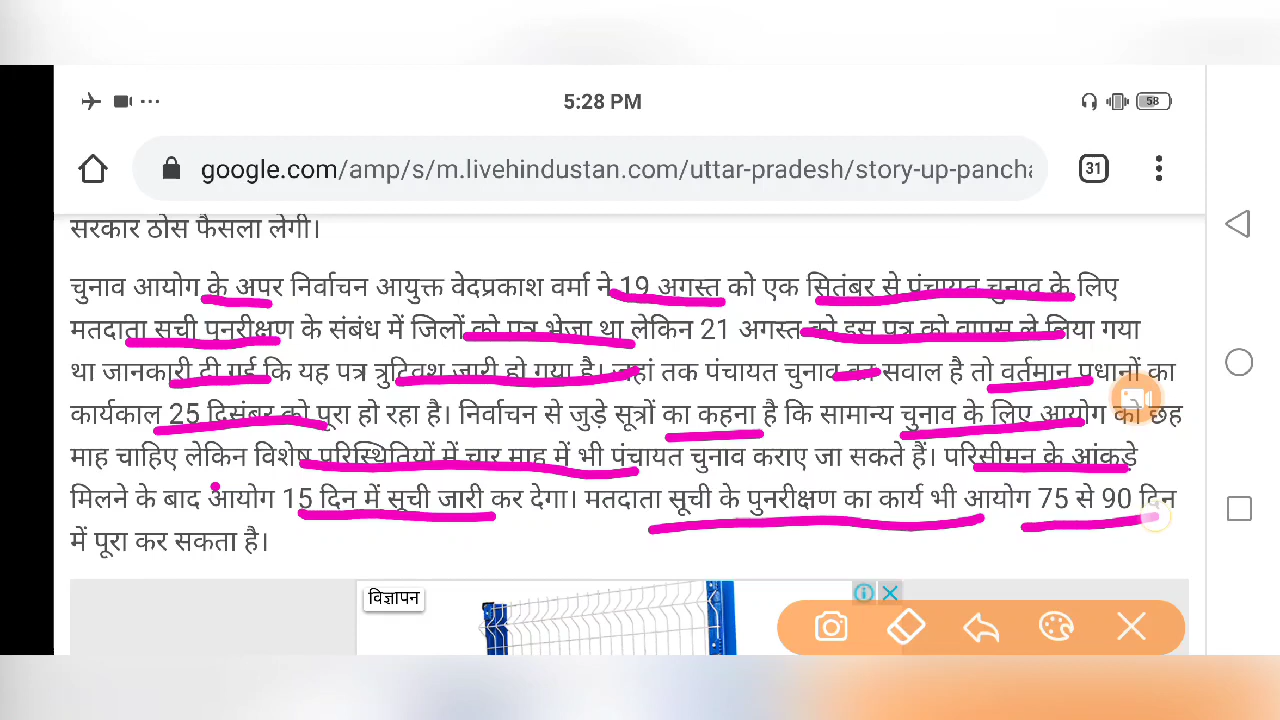 5:28 PM
58
google.com/amp/s/m.livehindustan.com/uttar-pradesh/story-up-pancha
31
सरकार ठोस फैसला लेगी।
चुनाव आयोग के अपर निर्वाचन आयुक्त वेदप्रकाश वर्मा ने 19 अगस्त को एक सितंबर से पंचायत चुनाव के लिए
मतदाता सूची पुनरीक्षण के संबंध में जिलों को पत्र भेजा था लेकिन 21 अगस्त को इस पत्र को वापस ले लिया गया
था जानकारी दी गई कि यह पत्र त्रुटिवश जारी हो गया है। जहां तक पंचायत चुनाव का सवाल है तो वर्तमान प्रधानों का
कार्यकाल 25 दिसंबर को पूरा हो रहा है। निर्वाचन से जुड़े सूत्रों का कहना है कि सामान्य चुनाव के लिए आयोग को छह
माह चाहिए लेकिन विशेष परिस्थितियों में चार माह में भी पंचायत चुनाव कराए जा सकते हैं। परिसीमन के आंकड़े
मिलने के बाद आयोग 15 दिन में सूची जारी कर देगा। मतदाता सूची के पुनरीक्षण का कार्य भी आयोग 75 से 90 दिन
में पूरा कर सकता है।
विज्ञापन